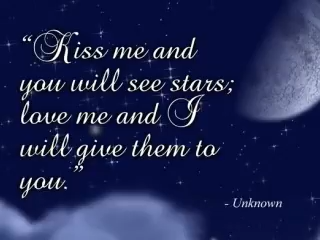 “Kiss me and
you will see stars;
love me and I
will give them to
you.”
- Unknown